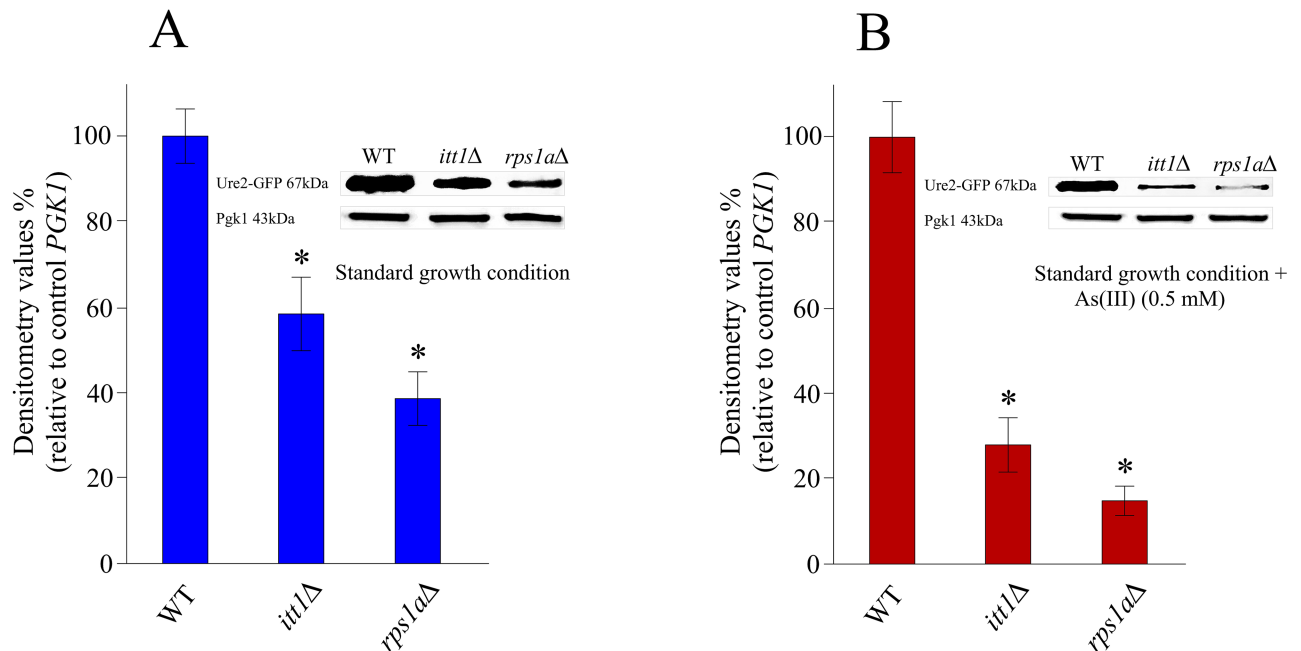 A
Densitometry values %
(relative to control PGK1)
100
80
60
40
20
0
WT itt1Δ rps1aΔ
Ure2-GFP 67kDa
Pgk1 43kDa
Standard growth condition
*
*
WT
itt1Δ
rps1aΔ
B
Densitometry values %
(relative to control PGK1)
100
80
60
40
20
0
WT itt1Δ rps1aΔ
Ure2-GFP 67kDa
Pgk1 43kDa
Standard growth condition +
As(III) (0.5 mM)
*
*
WT
itt1Δ
rps1aΔ